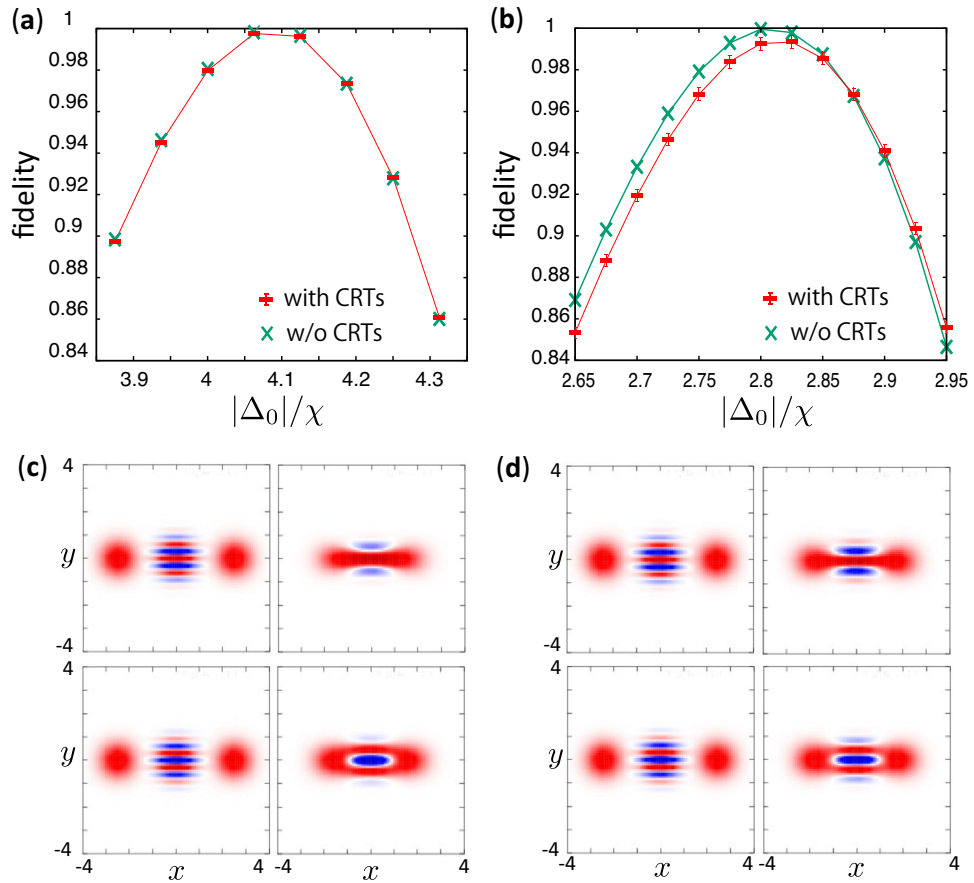 (a)
1
0.98
0.96
0.94
0.92
0.9
0.88
0.86
0.84
fidelity
3.9 4 4.1 4.2 4.3
|Δ₀|/χ
with CRTs
w/o CRTs
(b)
1
0.98
0.96
0.94
0.92
0.9
0.88
0.86
0.84
fidelity
2.65 2.7 2.75 2.8 2.85 2.9 2.95
|Δ₀|/χ
with CRTs
w/o CRTs
(c)
4
y
-4
4
y
-4
-4 x 4 x 4
(d)
4
y
-4
4
y
-4
-4 x 4 -4 x 4